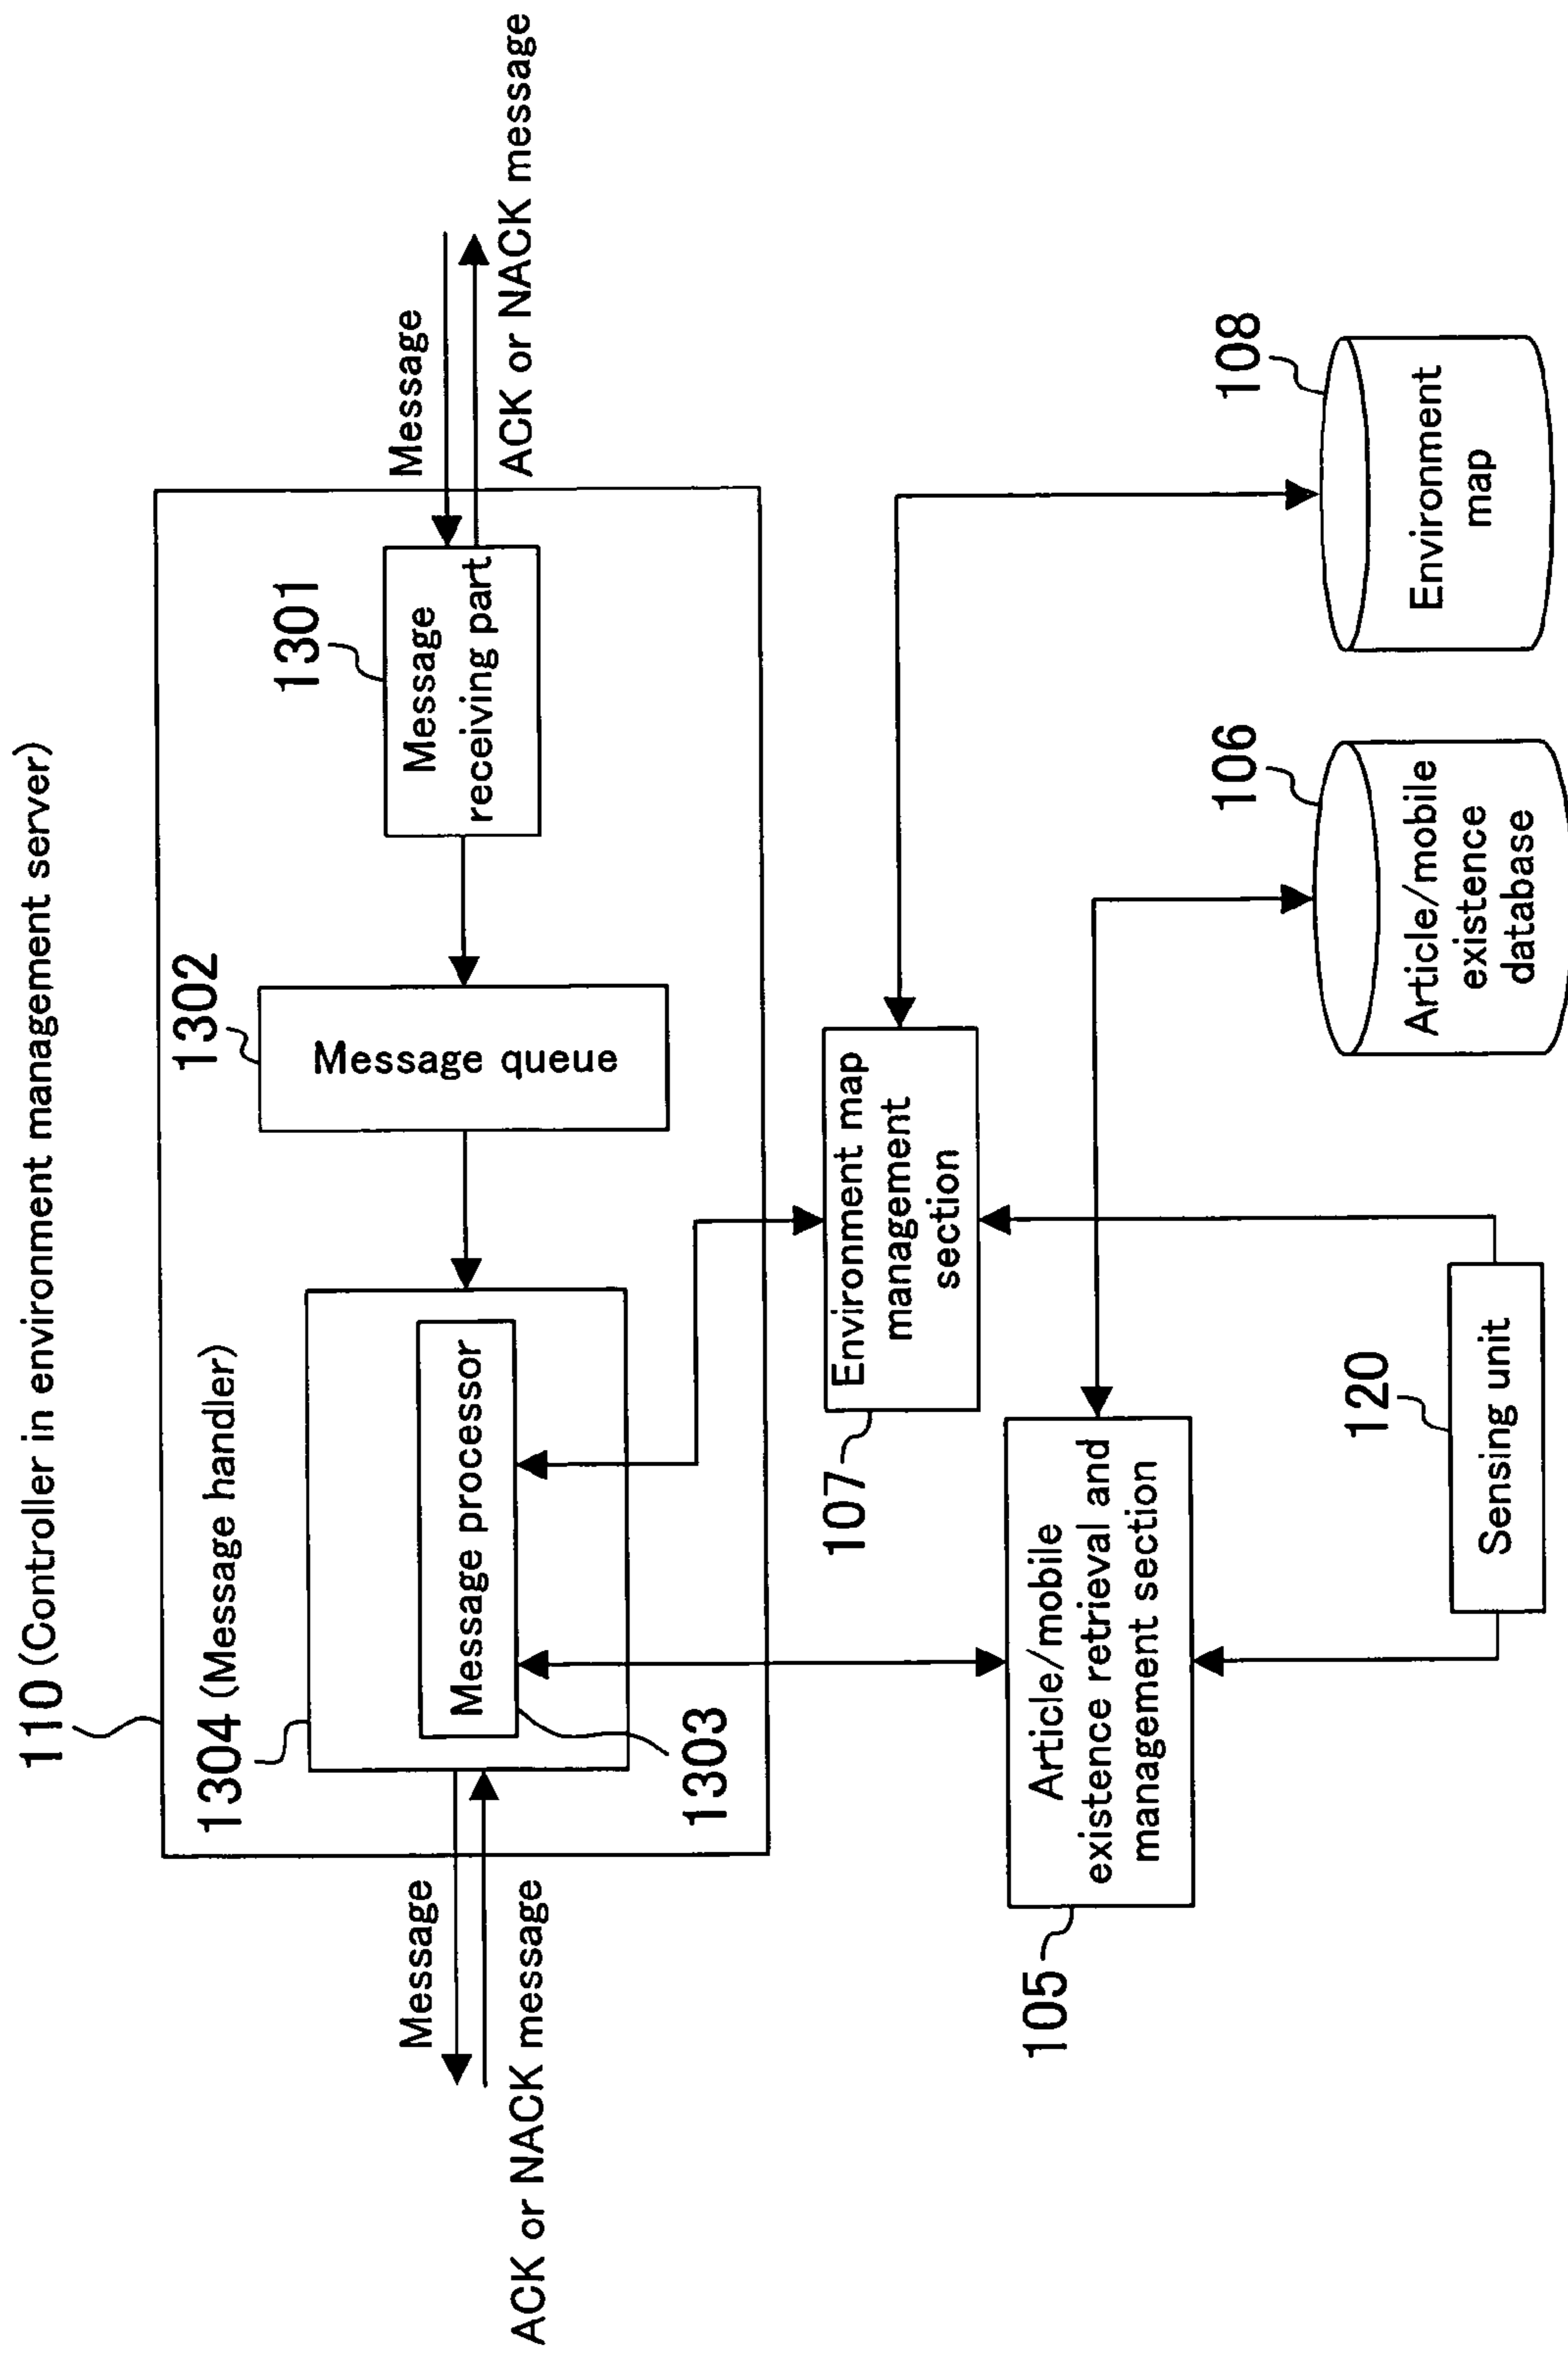 110 (Controller in environment management server)
1304 (Message handler)
1302
1301
Message
ACK or NACK message
Message processor
1303
Message queue
Message
receiving part
Message
ACK or NACK message
107
Environment map
management
section
105
Article/mobile
existence retrieval and
management section
120
Sensing unit
106
Article/mobile
existence
database
108
Environment
map